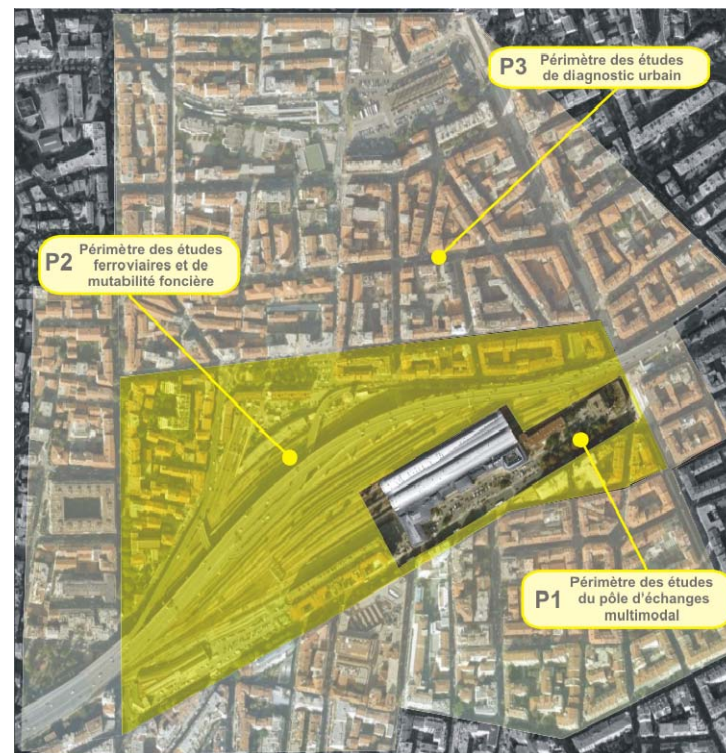 P3 Périmètre des études
de diagnostic urbain
P2 Périmètre des études
ferroviaires et de
mutabilité foncière
P1 Périmètre des études
du pôle d'échanges
multimodal